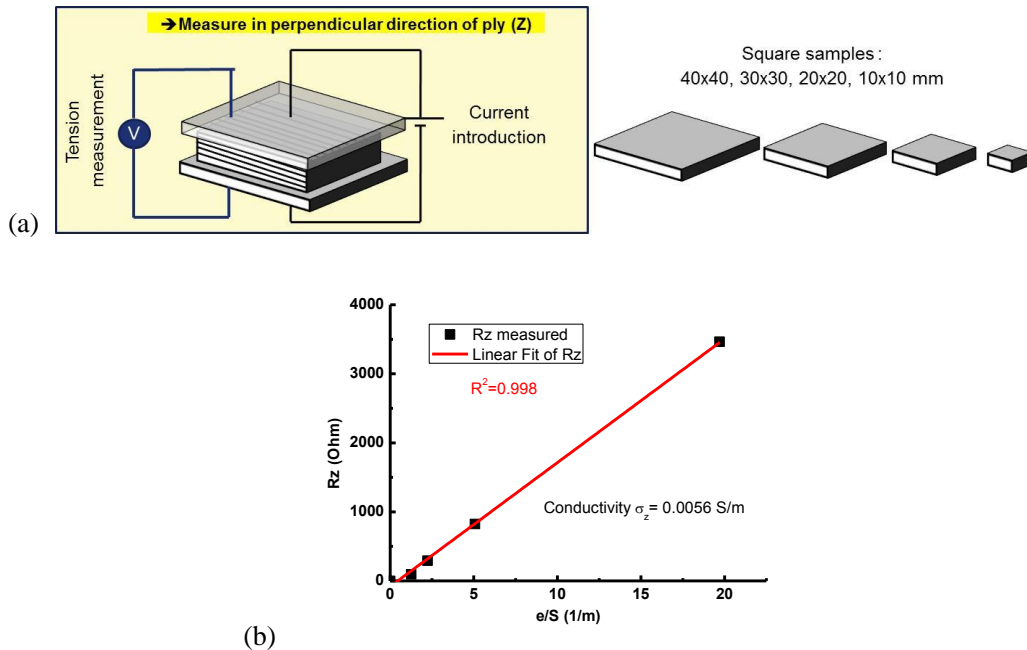 ➔Measure in perpendicular direction of ply (Z)
Tension
measurement
V
Current
introduction
Square samples :
40x40, 30x30, 20x20, 10x10 mm
(a)
4000
3500
3000
2000
1000
0
Rz (Ohm)
Rz measured
Linear Fit of Rz
R²=0.998
Conductivity σz= 0.0056 S/m
0 5 10 15 20
e/S (1/m)
(b)